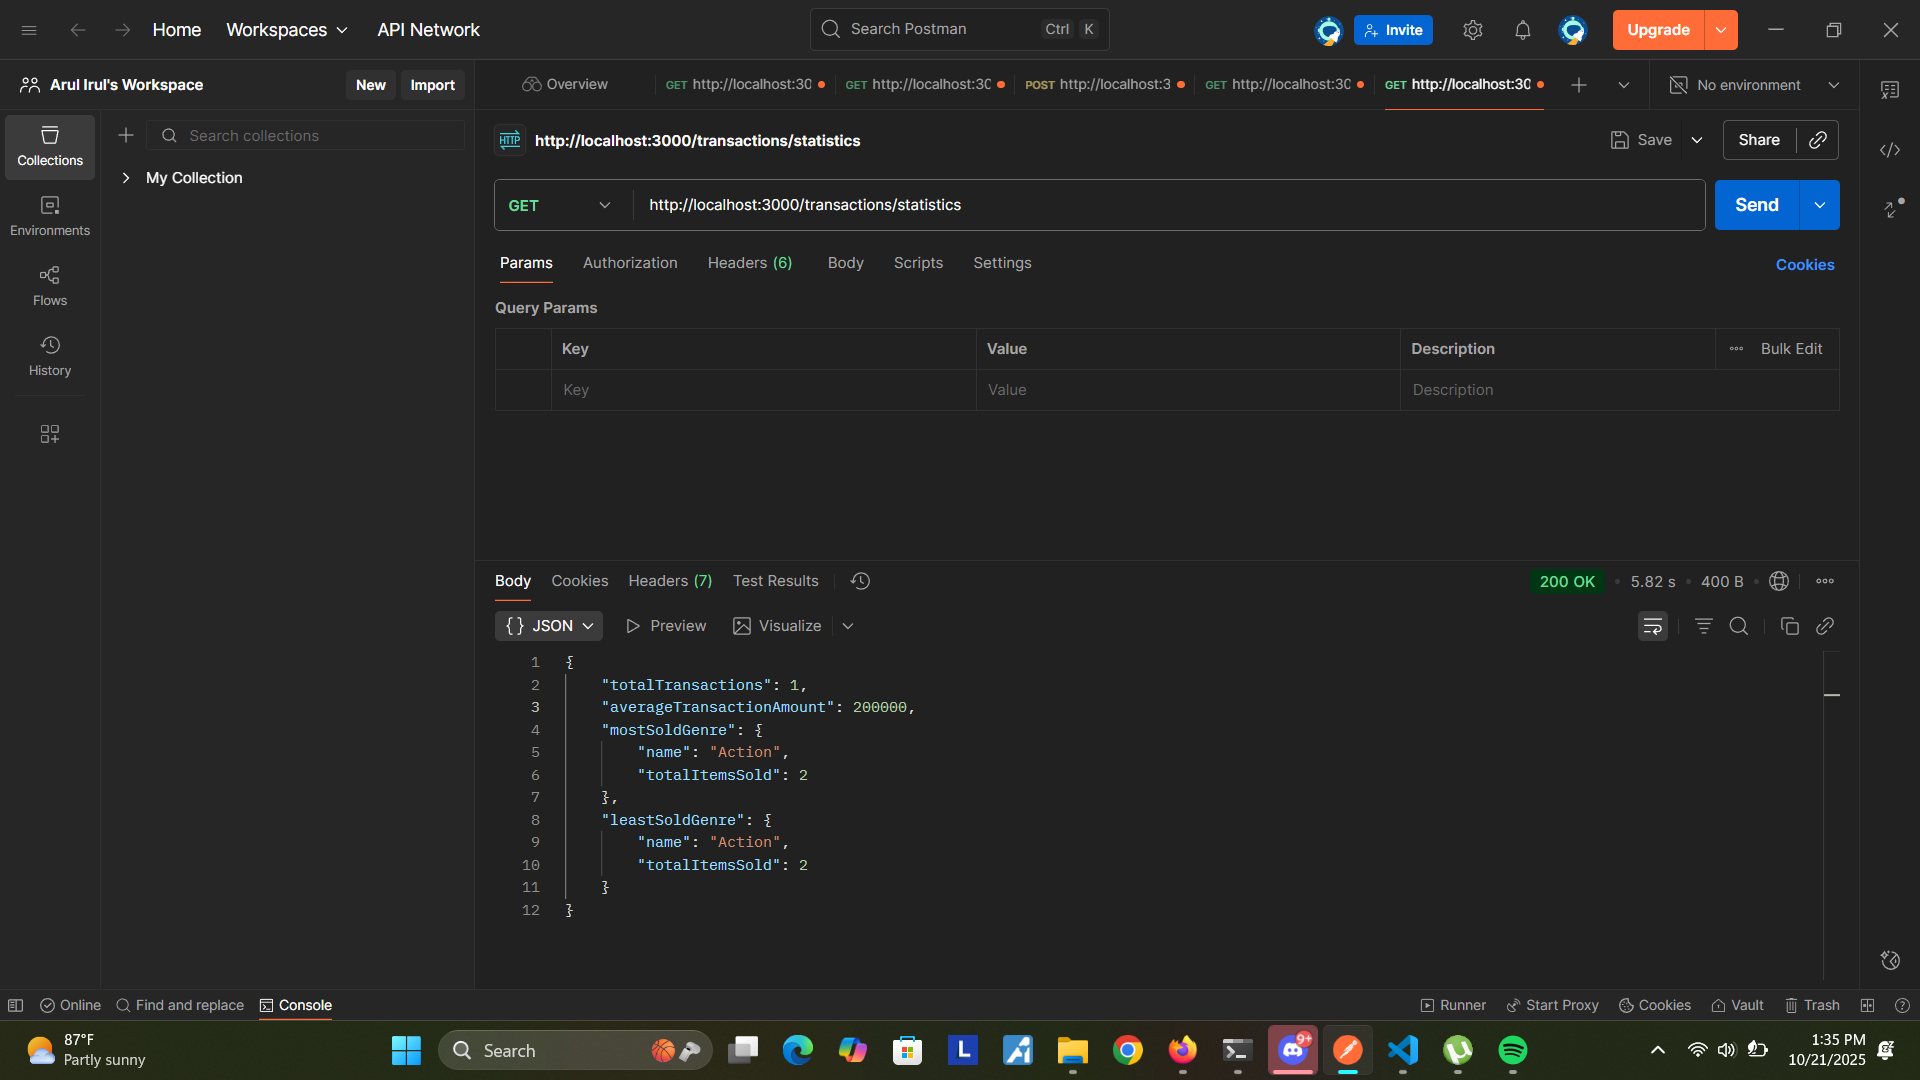 Home
Workspaces
API Network
Search Postman
Ctrl K
Invite
Upgrade
Arul Irul's Workspace
New
Import
Overview
GET http://localhost:30
GET http://localhost:30
POST http://localhost:3
GET http://localhost:30
GET http://localhost:30
No environment
Collections
Environments
Flows
History
Search collections
My Collection
HTTP http://localhost:3000/transactions/statistics
Save
Share
GET http://localhost:3000/transactions/statistics
Send
Params Authorization Headers (6) Body Scripts Settings
Cookies
Query Params
Key Value Description Bulk Edit
Key Value Description
Body Cookies Headers (7) Test Results
200 OK • 5.82 s • 400 B •
{} JSON Preview Visualize
1 {
2 "totalTransactions": 1,
3 "averageTransactionAmount": 200000,
4 "mostSoldGenre": {
5 "name": "Action",
6 "totalItemsSold": 2
7 },
8 "leastSoldGenre": {
9 "name": "Action",
10 "totalItemsSold": 2
11 }
12 }
Online Find and replace Console
Runner Start Proxy Cookies Vault Trash
87°F
Partly sunny
Search
L
9+
1:35 PM
10/21/2025